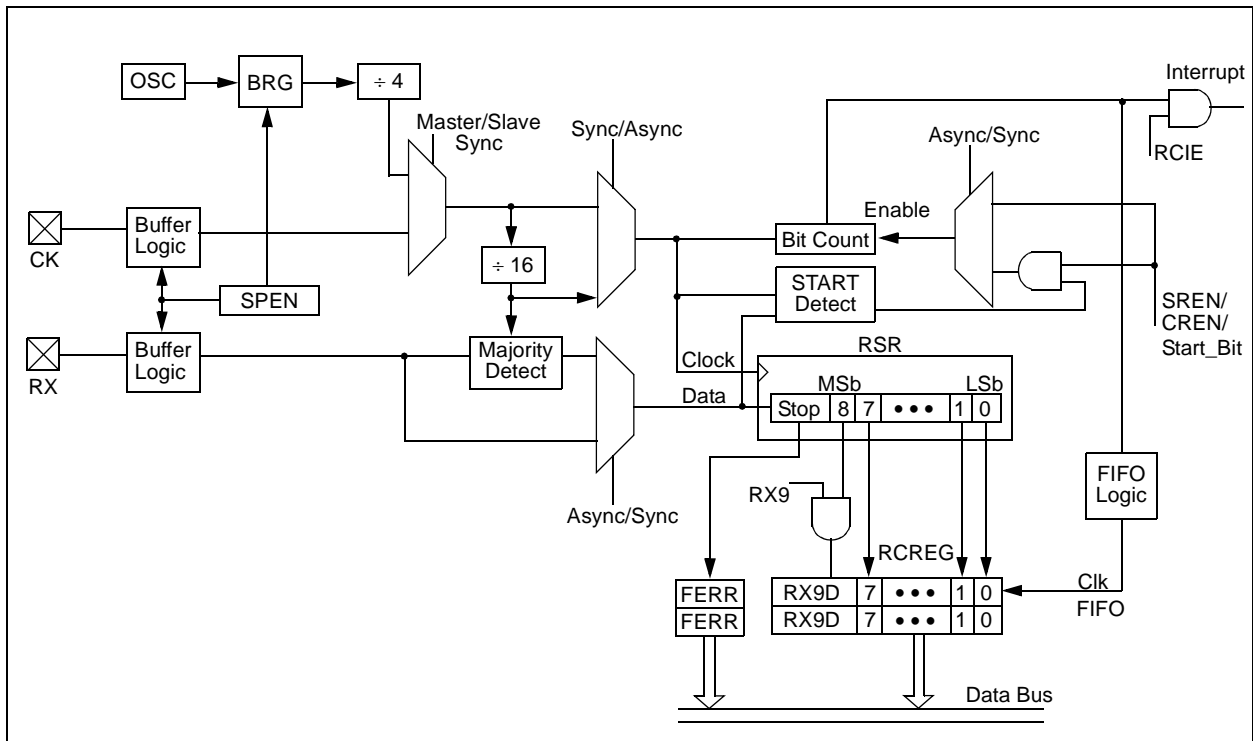 Interrupt
OSC
BRG
÷ 4
Master/Slave
Sync
Sync/Async
Async/Sync
RCIE
Buffer
Logic
CK
Enable
Bit Count
÷ 16
SPEN
START
Detect
SREN/
CREN/
Start_Bit
Buffer
Logic
RX
Majority
Detect
Clock
RSR
MSb
LSb
Data
Stop 8 7 • • • 1 0
FIFO
Logic
RX9
Async/Sync
RCREG
Clk
FIFO
FERR
RX9D 7 • • • 1 0
FERR
RX9D 7 • • • 1 0
Data Bus